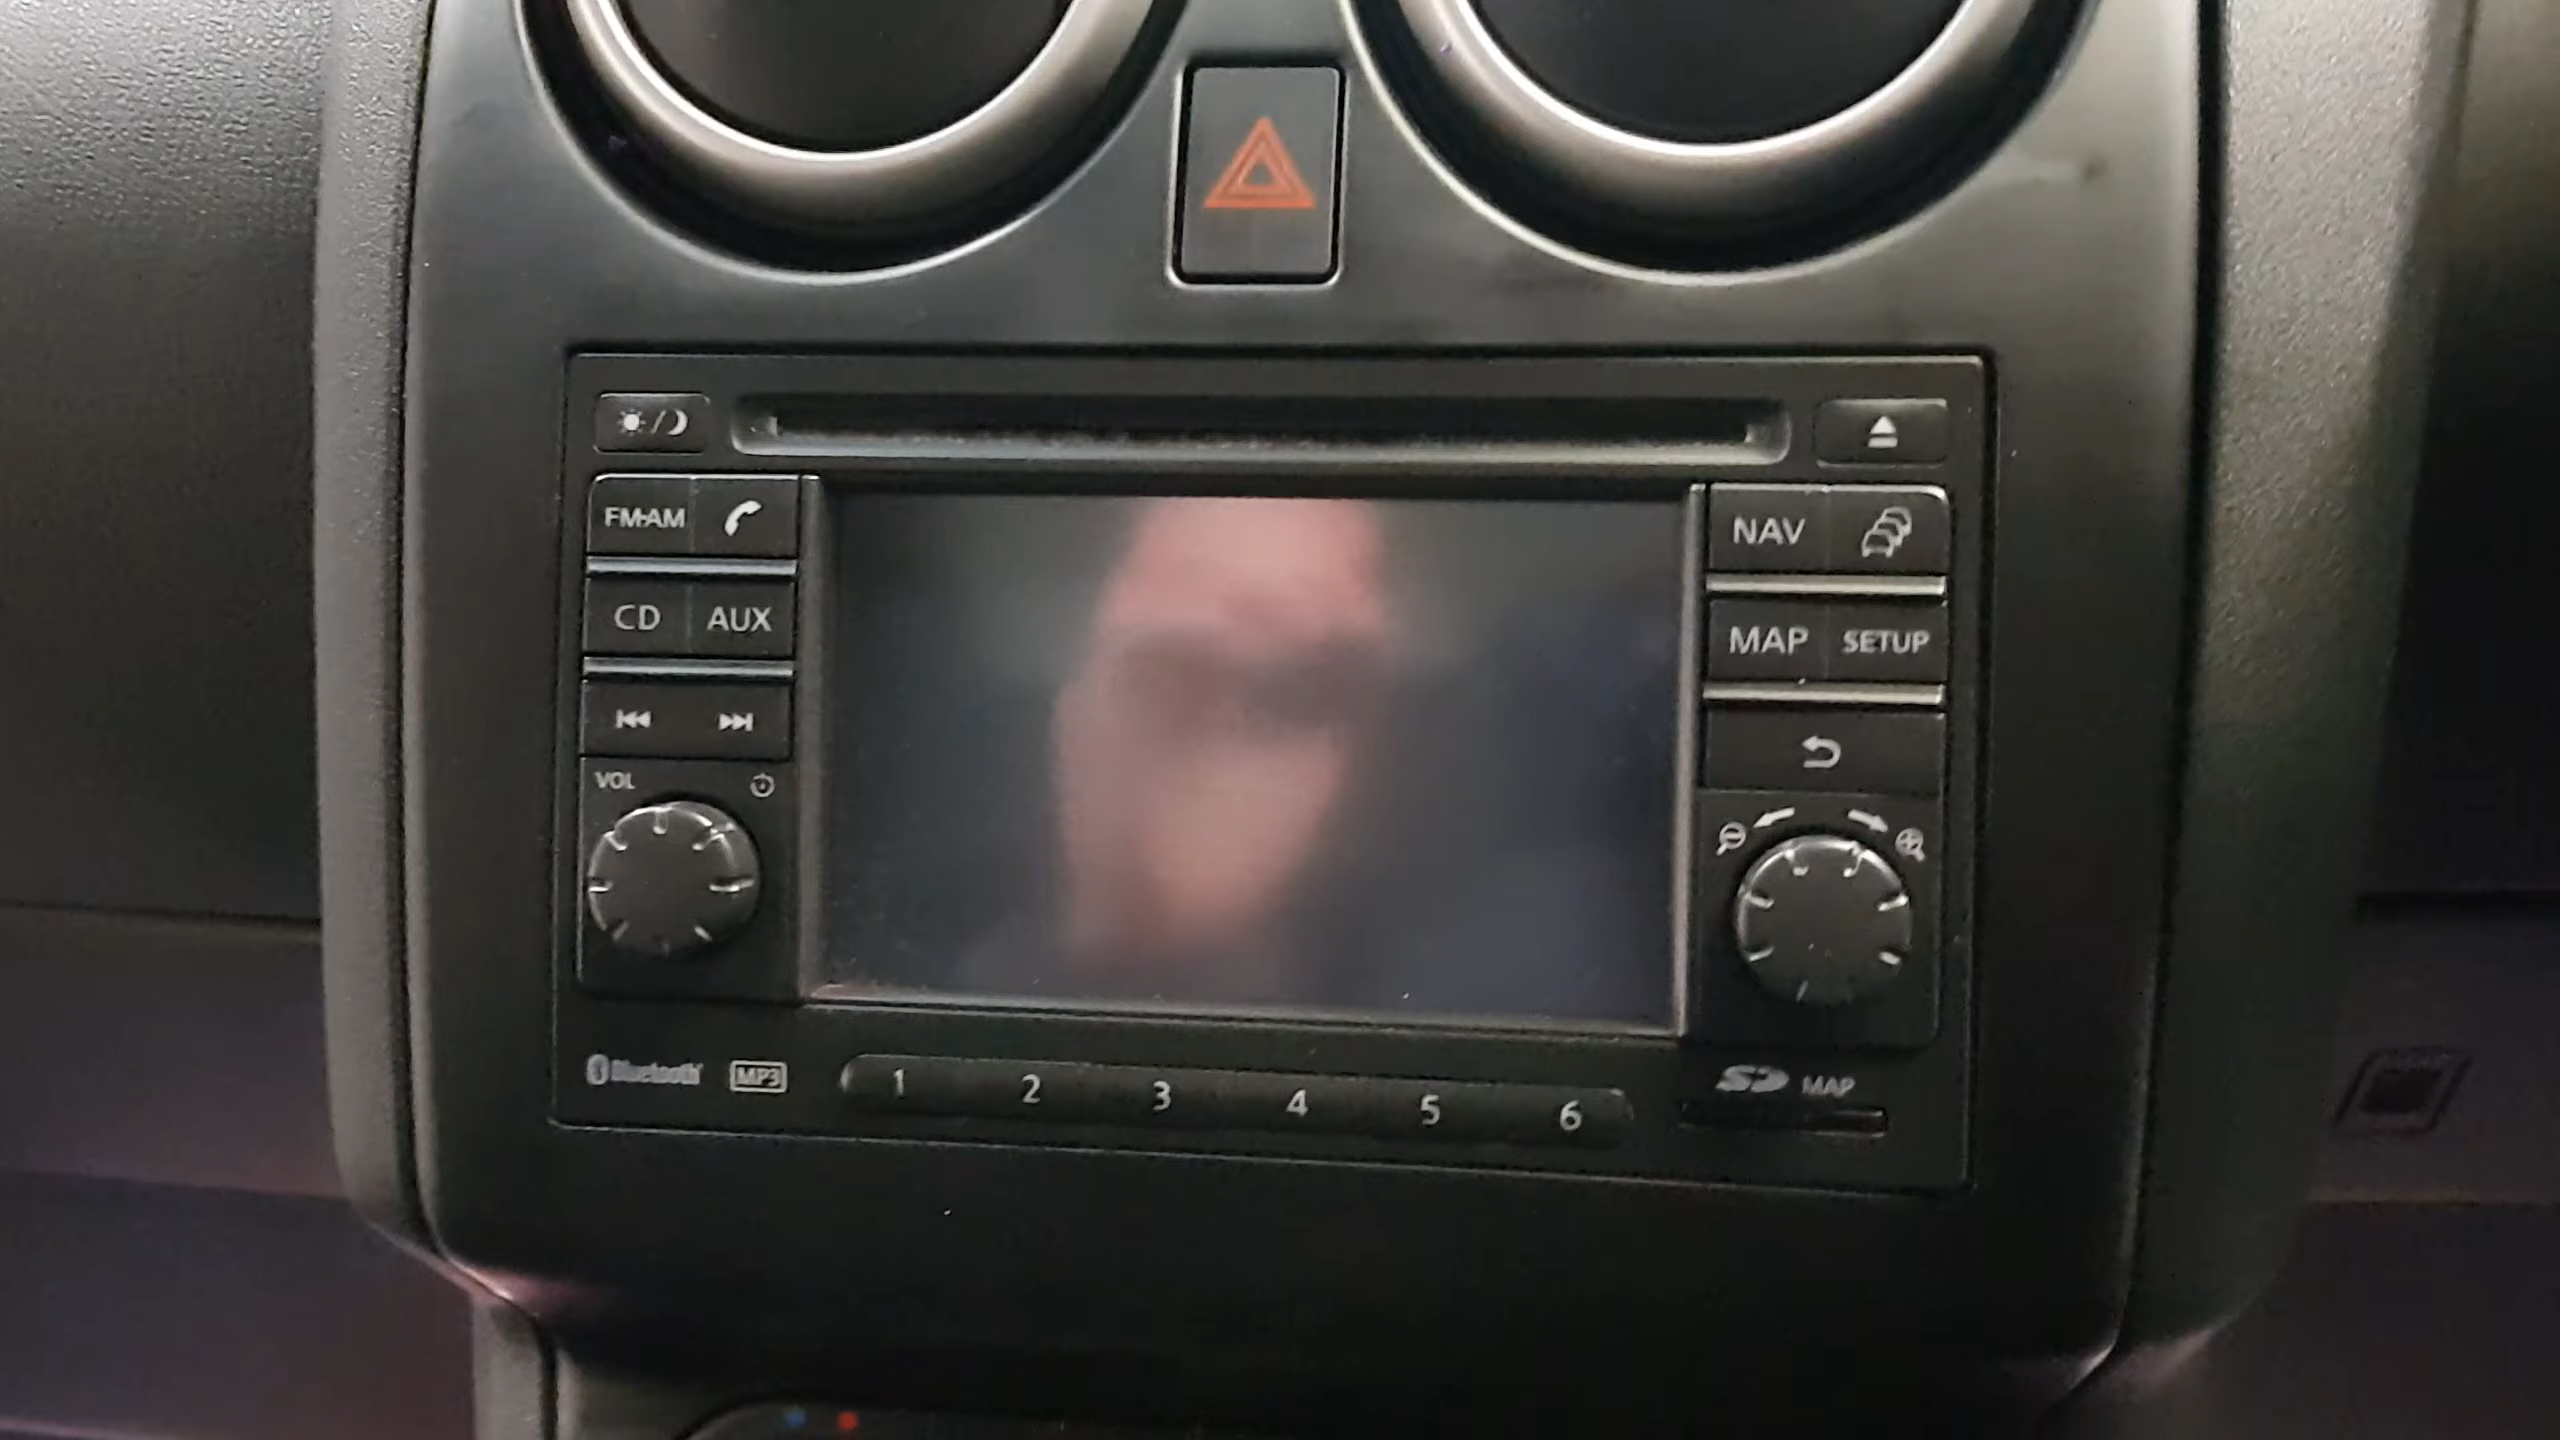 FM•AM
NAV
CD AUX
MAP SETUP
VOL
Bluetooth MP3
1 2 3 4 5 6
SD MAP